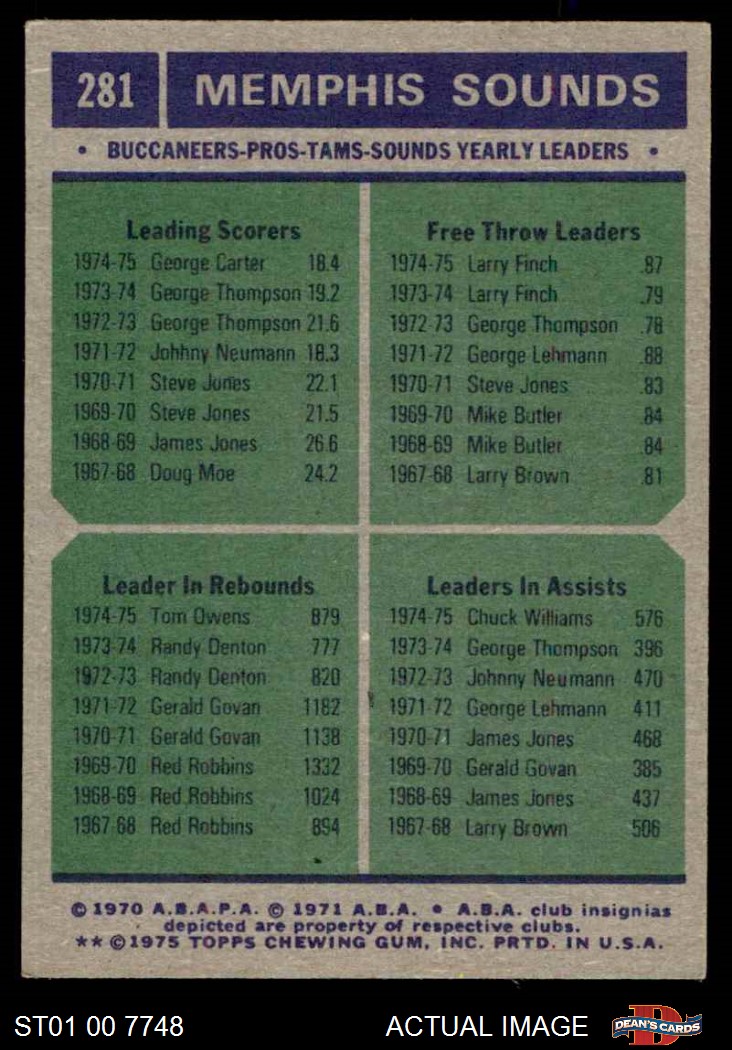 281 MEMPHIS SOUNDS
• BUCCANEERS-PROS-TAMS-SOUNDS YEARLY LEADERS •
Leading Scorers
1974-75 George Carter 18.4
1973-74 George Thompson 19.2
1972-73 George Thompson 21.6
1971-72 Johhny Neumann 18.3
1970-71 Steve Jones 22.1
1969-70 Steve Jones 21.5
1968-69 James Jones 26.6
1967-68 Doug Moe 24.2
Free Throw Leaders
1974-75 Larry Finch .87
1973-74 Larry Finch .79
1972-73 George Thompson .78
1971-72 George Lehmann .88
1970-71 Steve Jones .83
1969-70 Mike Butler .84
1968-69 Mike Butler .84
1967-68 Larry Brown .81
Leader In Rebounds
1974-75 Tom Owens 879
1973-74 Randy Denton 777
1972-73 Randy Denton 820
1971-72 Gerald Govan 1182
1970-71 Gerald Govan 1138
1969-70 Red Robbins 1332
1968-69 Red Robbins 1024
1967-68 Red Robbins 894
Leaders In Assists
1974-75 Chuck Williams 576
1973-74 George Thompson 396
1972-73 Johnny Neumann 470
1971-72 George Lehmann 411
1970-71 James Jones 468
1969-70 Gerald Govan 385
1968-69 James Jones 437
1967-68 Larry Brown 506
© 1970 A.B.A.P.A. © 1971 A.B.A. • A.B.A. club insignias
depicted are property of respective clubs.
** © 1975 TOPPS CHEWING GUM, INC. PRTD. IN U.S.A.
ST01 00 7748 ACTUAL IMAGE D DEAN'S CARDS